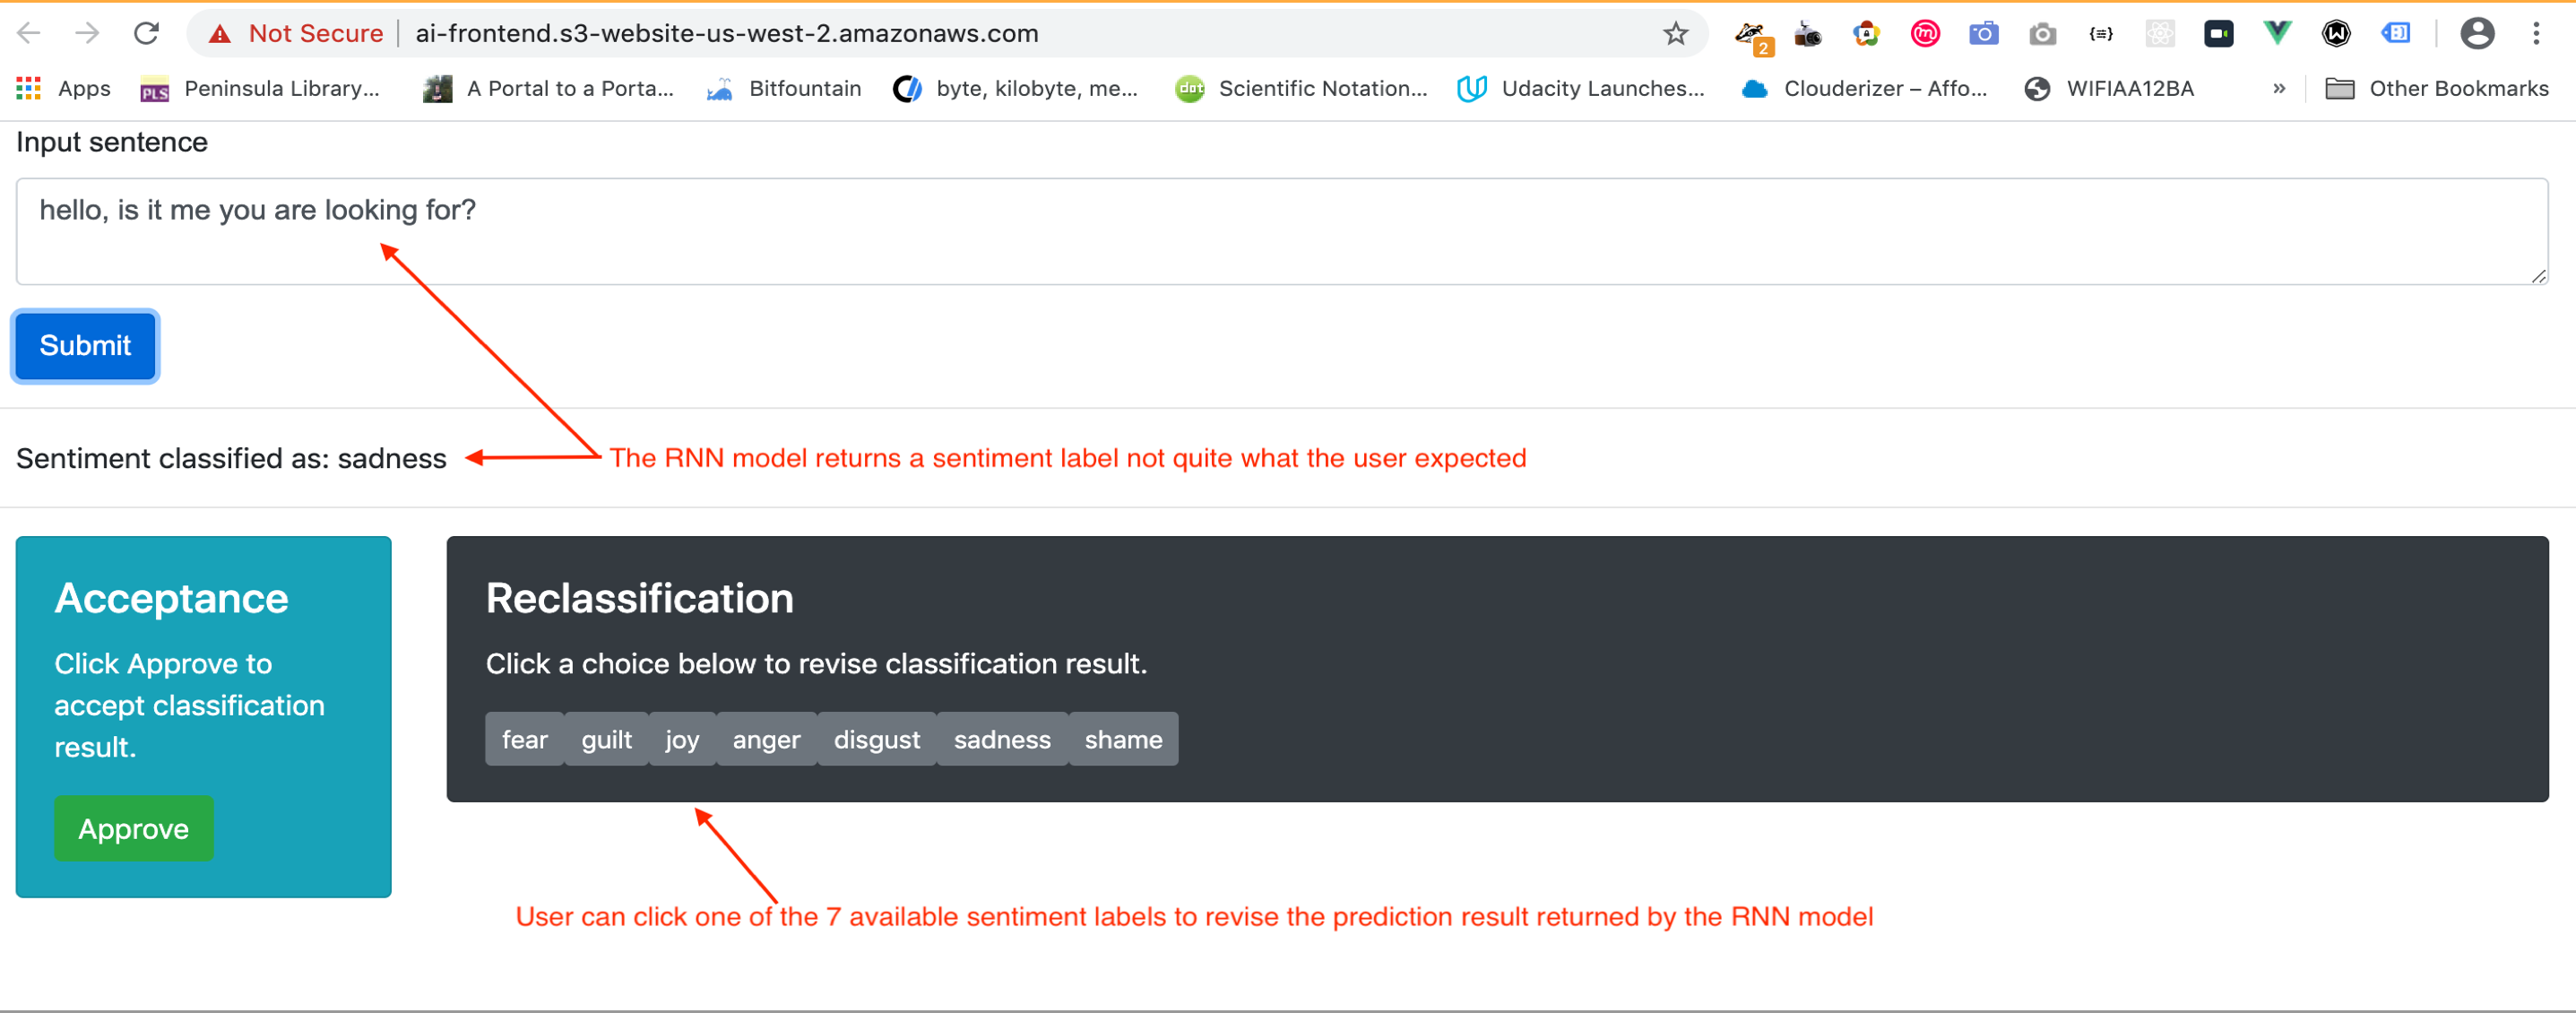 Not Secure ai-frontend.s3-website-us-west-2.amazonaws.com 2 {≡} m W B
Apps PLS Peninsula Library... A Portal to a Porta... Bitfountain byte, kilobyte, me... dot Scientific Notation... Udacity Launches... Clouderizer – Affo... WIFIAA12BA » Other Bookmarks
Input sentence
hello, is it me you are looking for?
Submit
Sentiment classified as: sadness
The RNN model returns a sentiment label not quite what the user expected
Acceptance
Click Approve to
accept classification
result.
Approve
Reclassification
Click a choice below to revise classification result.
fear guilt joy anger disgust sadness shame
User can click one of the 7 available sentiment labels to revise the prediction result returned by the RNN model